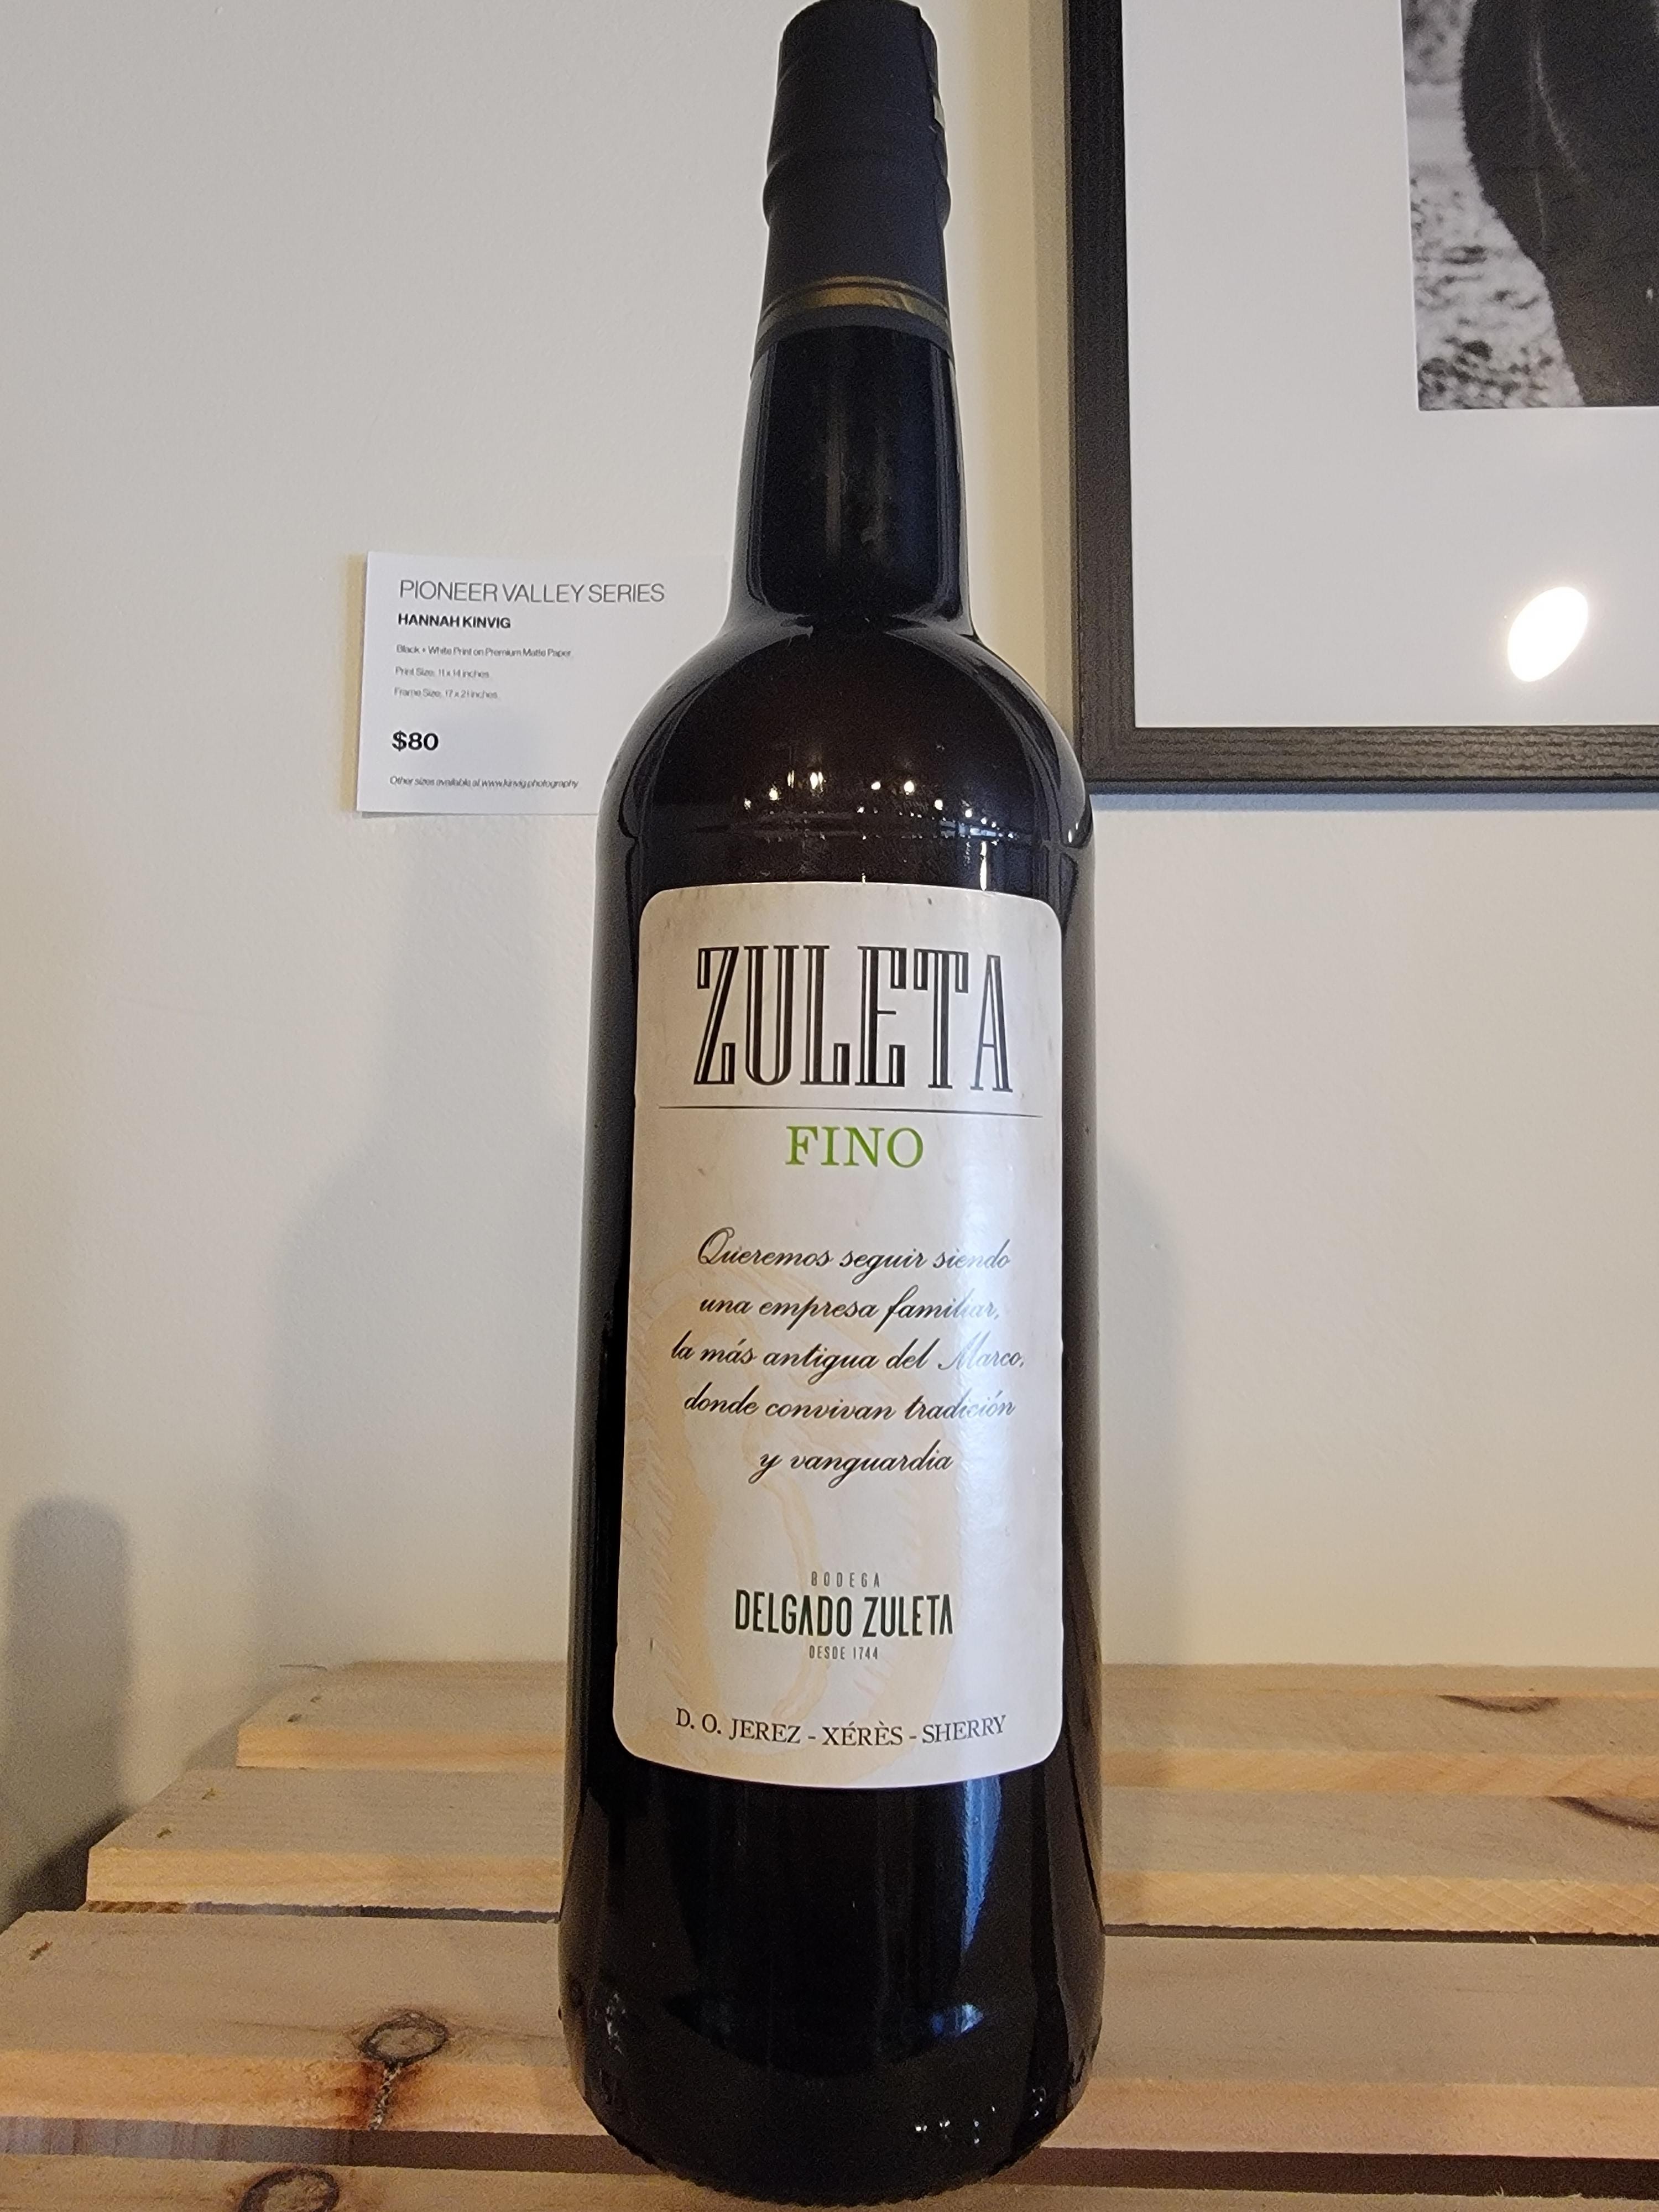 PIONEER VALLEY SERIES
HANNAH KINVIG
Black + White Print on Premium Matte Paper
Print Size: 11 x 14 inches
Frame Size: 17 x 21 inches
$80
Other sizes available at www.kinvig.photography
ZULETA
FINO
Queremos seguir siendo
una empresa familiar,
la más antigua del Marco,
donde convivan tradición
y vanguardia
BODEGA
DELGADO ZULETA
DESDE 1744
D. O. JEREZ - XÉRÈS - SHERRY